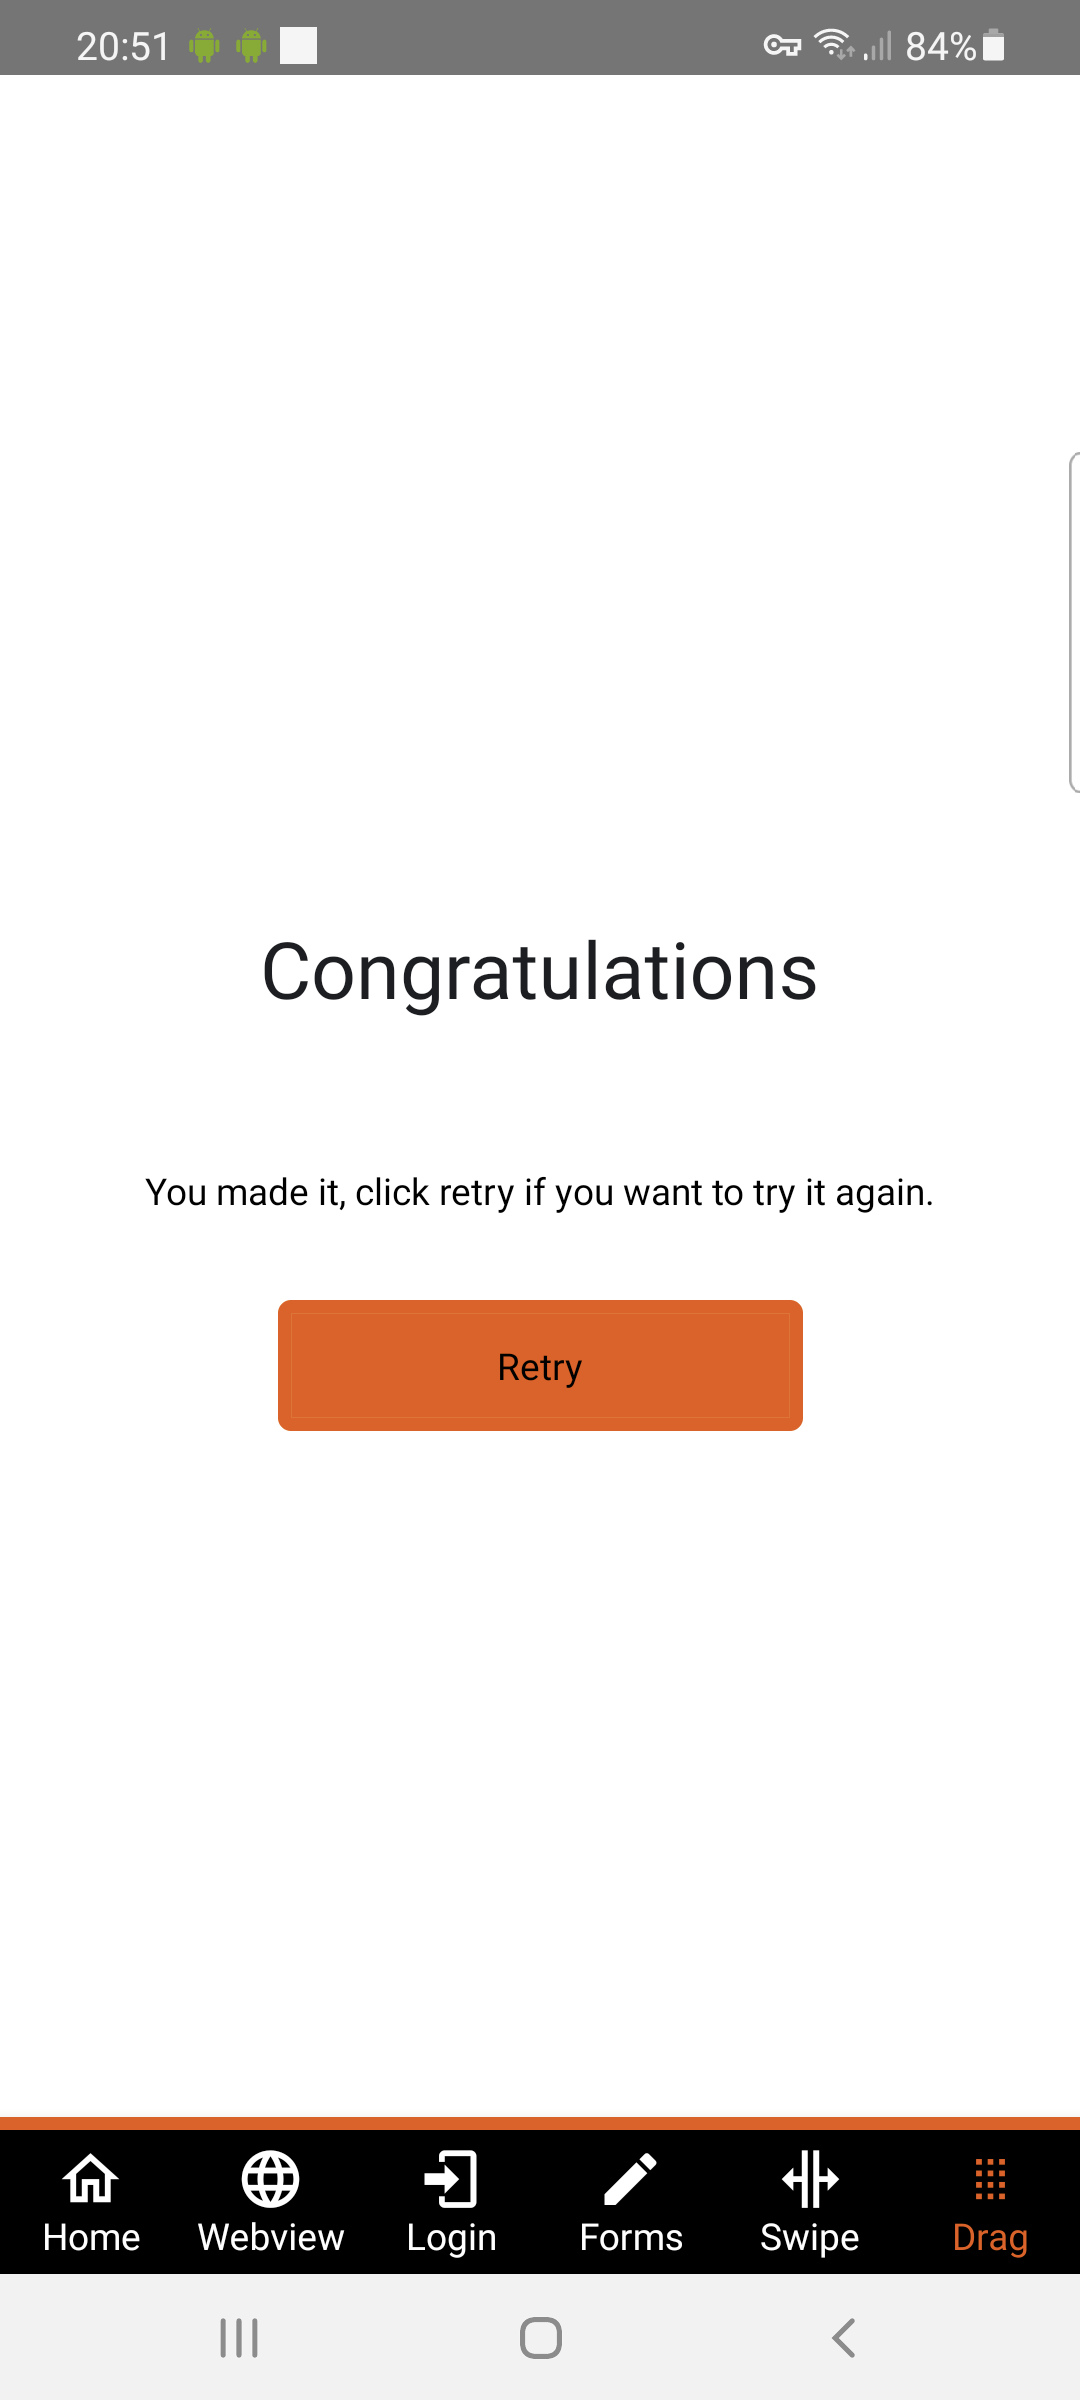 20:51 84%
Congratulations
You made it, click retry if you want to try it again.
Retry
Home Webview Login Forms Swipe Drag